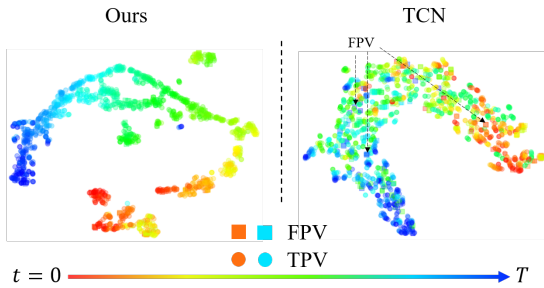 Ours
TCN
FPV
FPV
TPV
t = 0
T